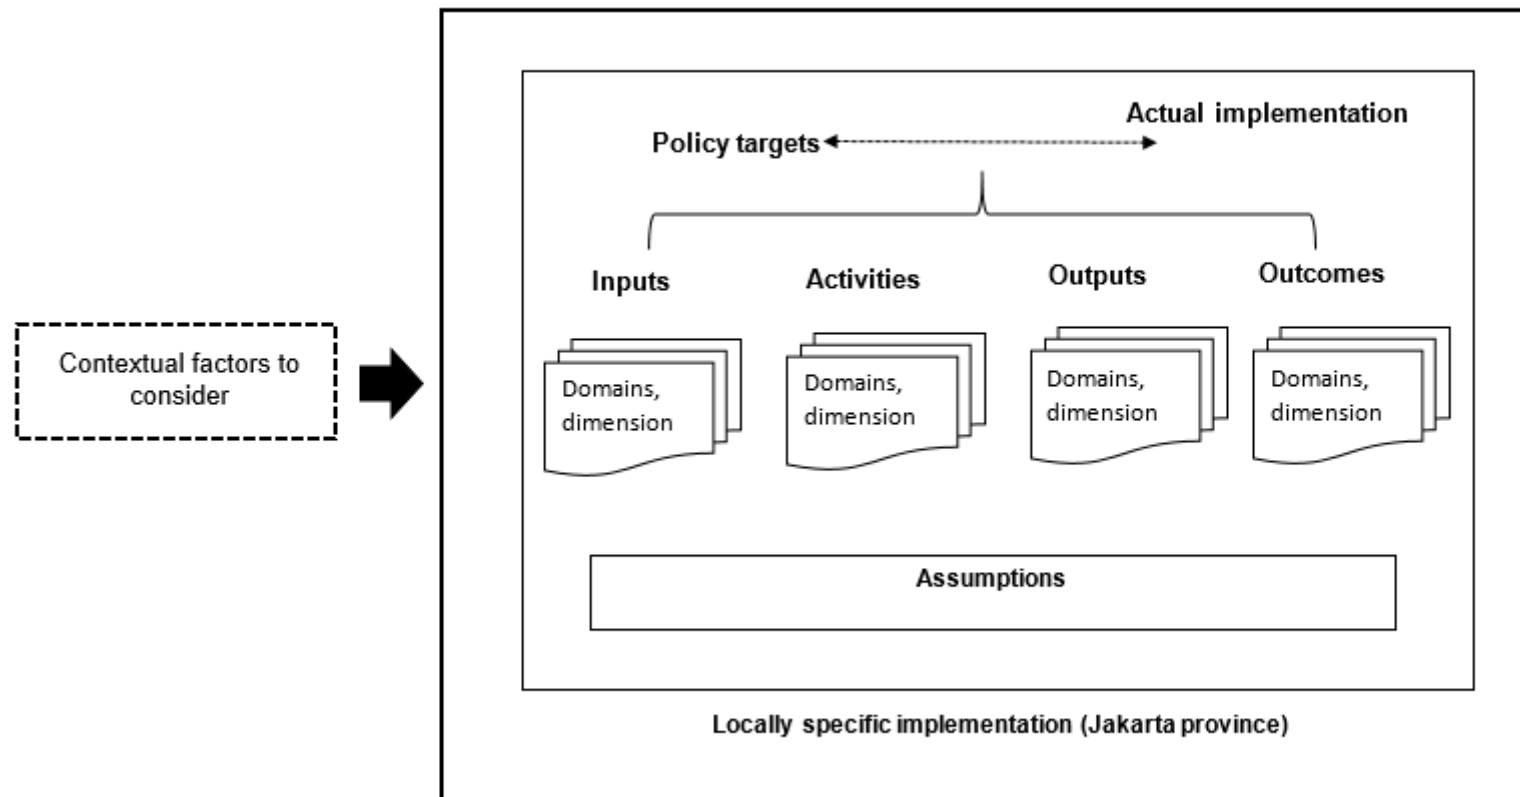 Actual implementation
Policy targets
Inputs
Activities
Outputs
Outcomes
Contextual factors to
consider
Domains,
dimension
Domains,
dimension
Domains,
dimension
Domains,
dimension
Assumptions
Locally specific implementation (Jakarta province)